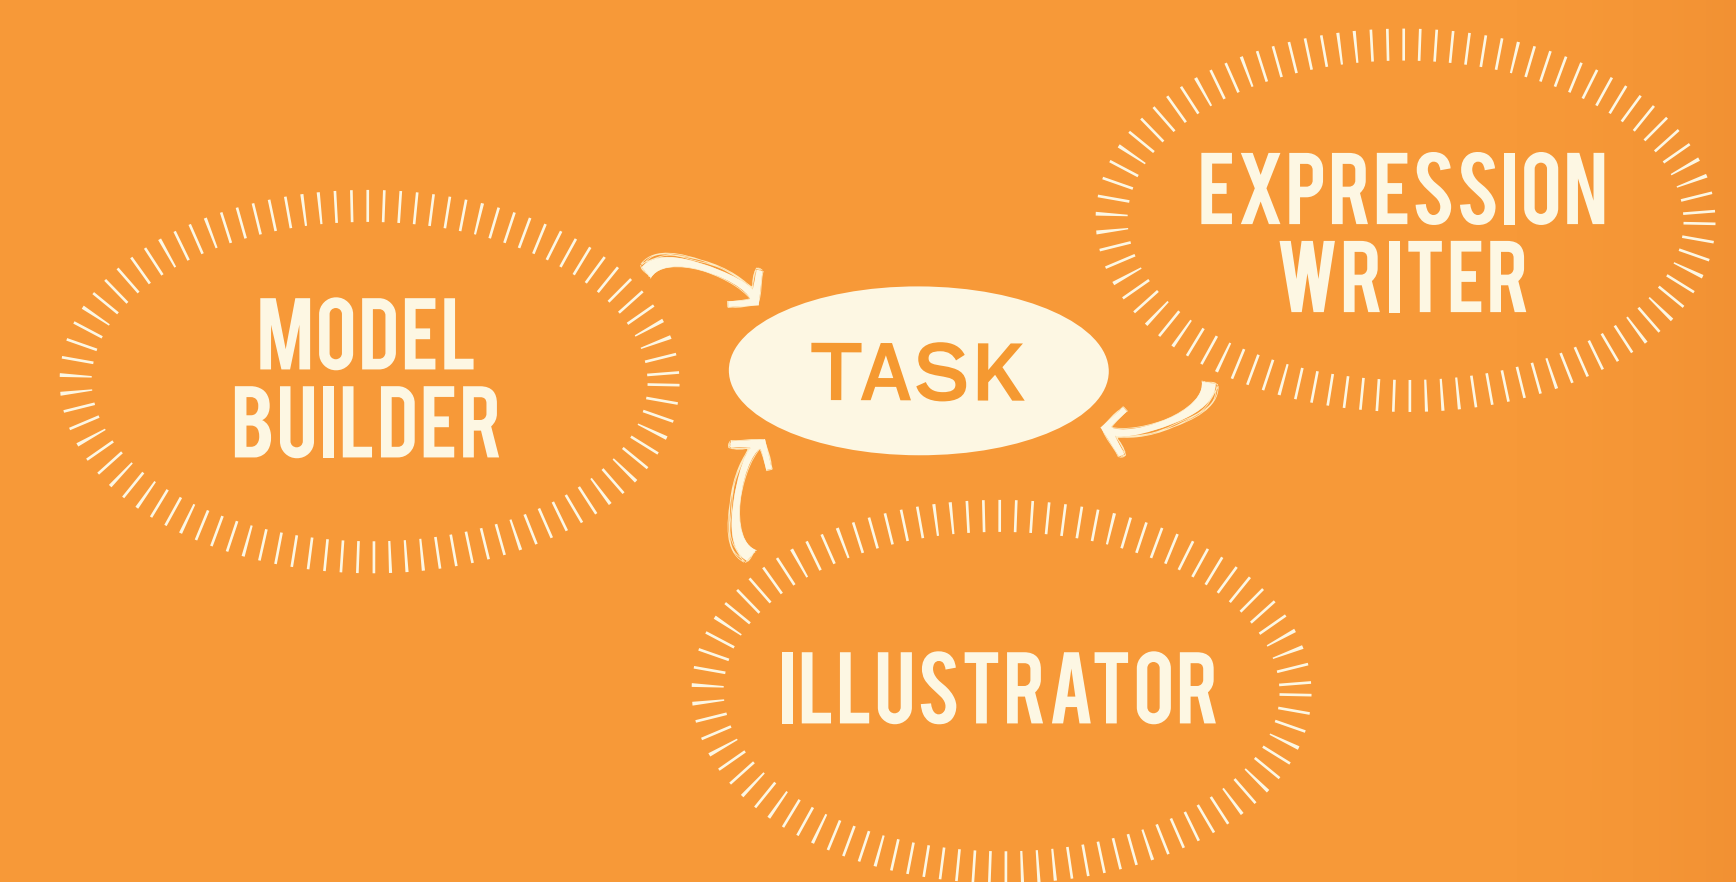 MODEL
BUILDER
TASK
EXPRESSION
WRITER
ILLUSTRATOR